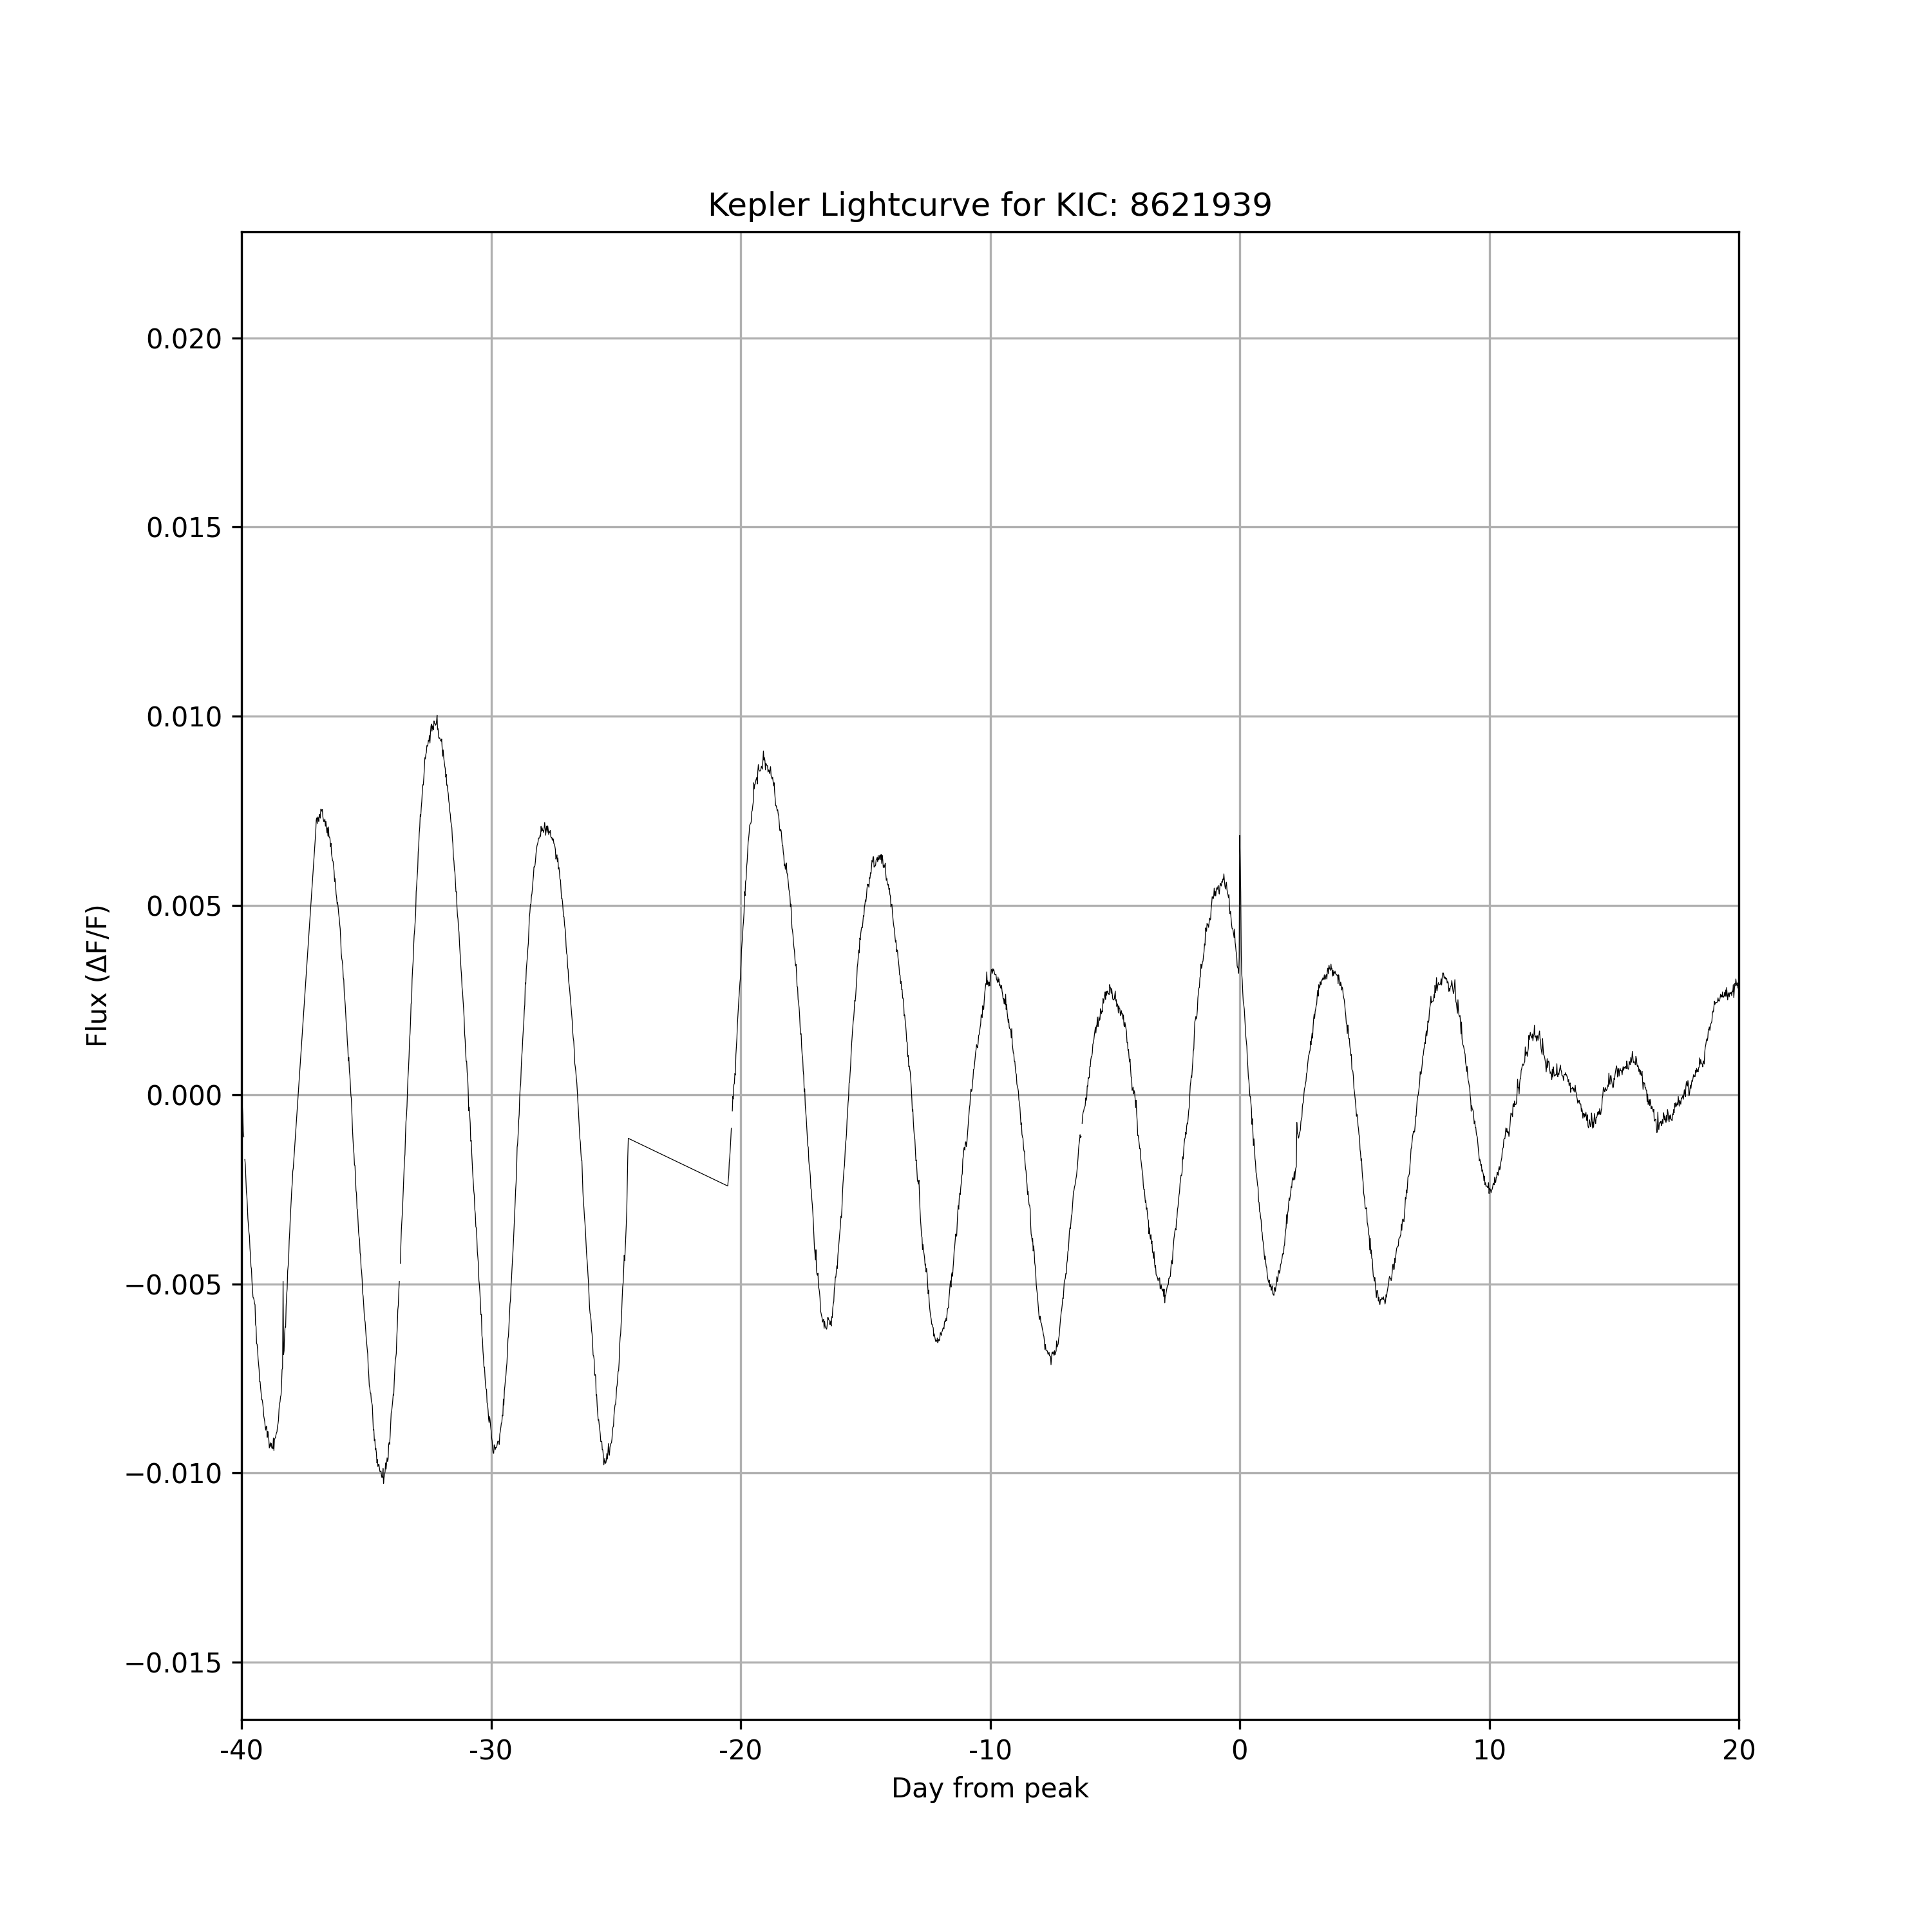 Kepler Lightcurve for KIC: 8621939
0.020
0.015
0.010
0.005
0.000
−0.005
−0.010
−0.015
Flux (ΔF/F)
-40 -30 -20 -10 0 10 20
Day from peak